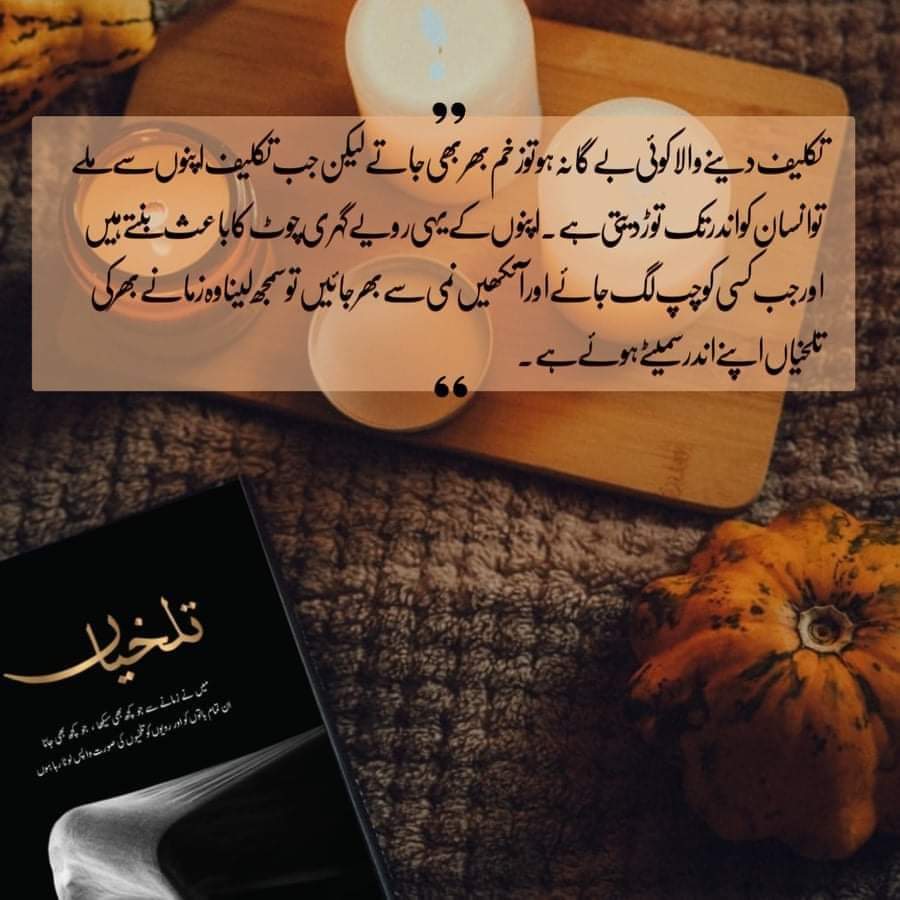 تکلیف دینے والا کوئی بے گانہ ہو تو زخم بھر بھی جاتے لیکن جب تکلیف اپنوں سے ملے
تو انسان کو اندر تک توڑ دیتی ہے ۔ اپنوں کے یہی رویے گہری چوٹ کا باعث بنتے ہیں
اور جب کسی کو چپ لگ جائے اور آنکھیں نمی سے بھر جائیں تو سمجھ لینا وہ زمانے بھر کی
تلخیاں اپنے اندر سمیٹے ہوئے ہے ۔
تلخیاں
میں نے زمانے سے جو کچھ بھی سیکھا ، جو کچھ بھی جانا
ان تمام باتوں کو اور رویوں کو تلخیوں کی صورت واپس لوٹا رہا ہوں